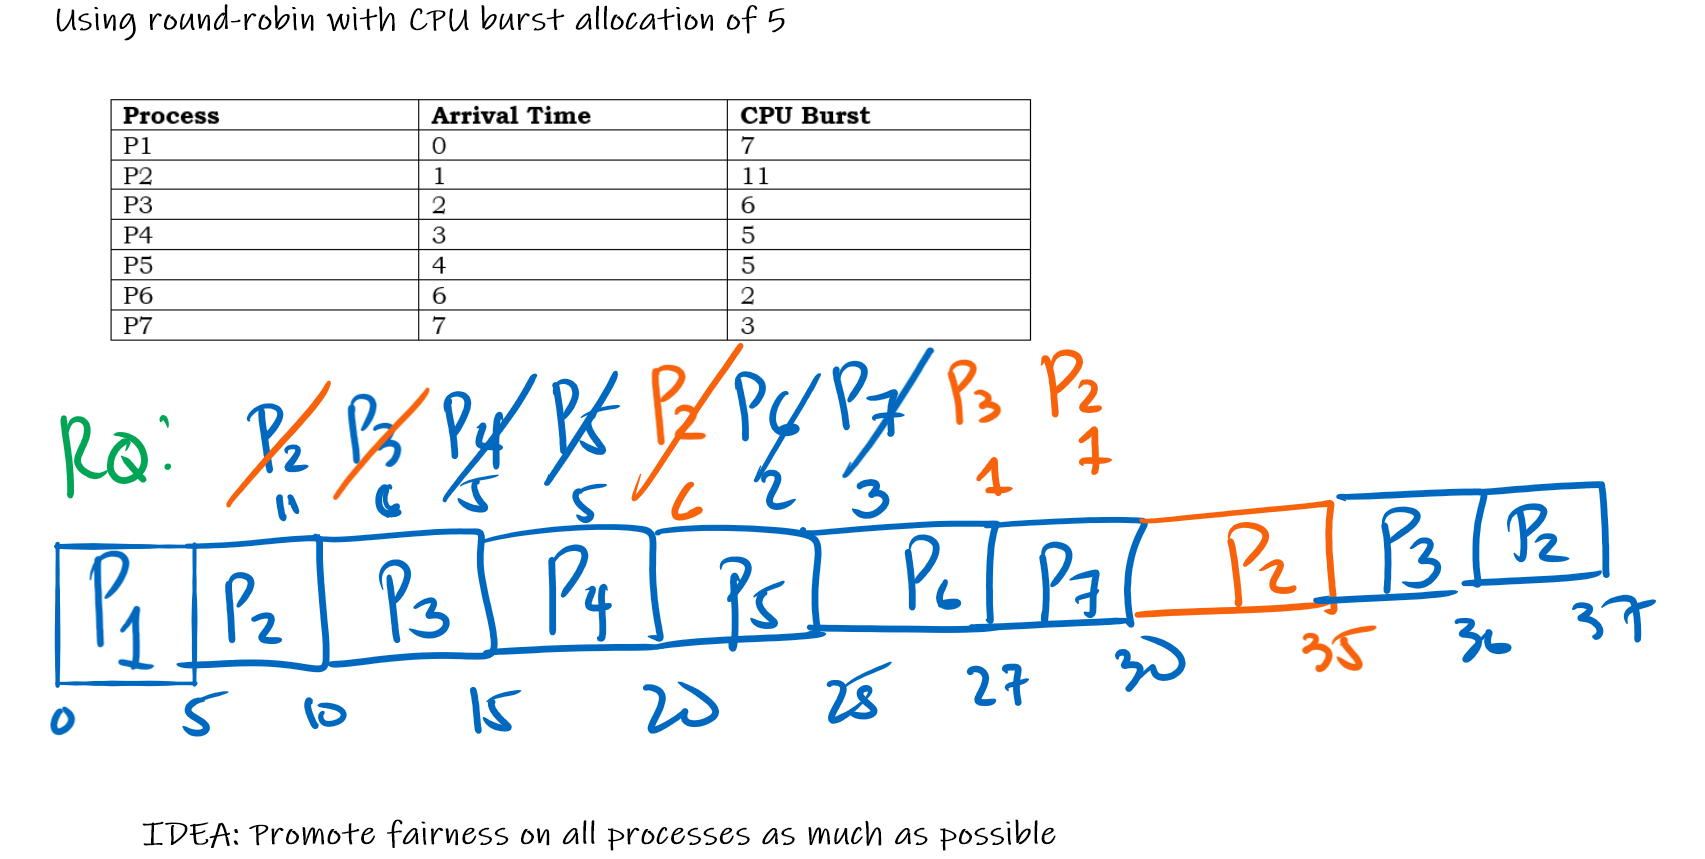 Using round-robin with CPU burst allocation of 5
Process Arrival Time CPU Burst
P1 0 7
P2 1 11
P3 2 6
P4 3 5
P5 4 5
P6 6 2
P7 7 3
RQ: P2 P3 P4 P5 P2 P6 P7 P3 P2
11 6 5 5 6 2 3 1 1
P1 P2 P3 P4 P5 P6 P7 P2 P3 P2
0 5 10 15 20 25 27 30 35 36 37
IDEA: Promote fairness on all processes as much as possible